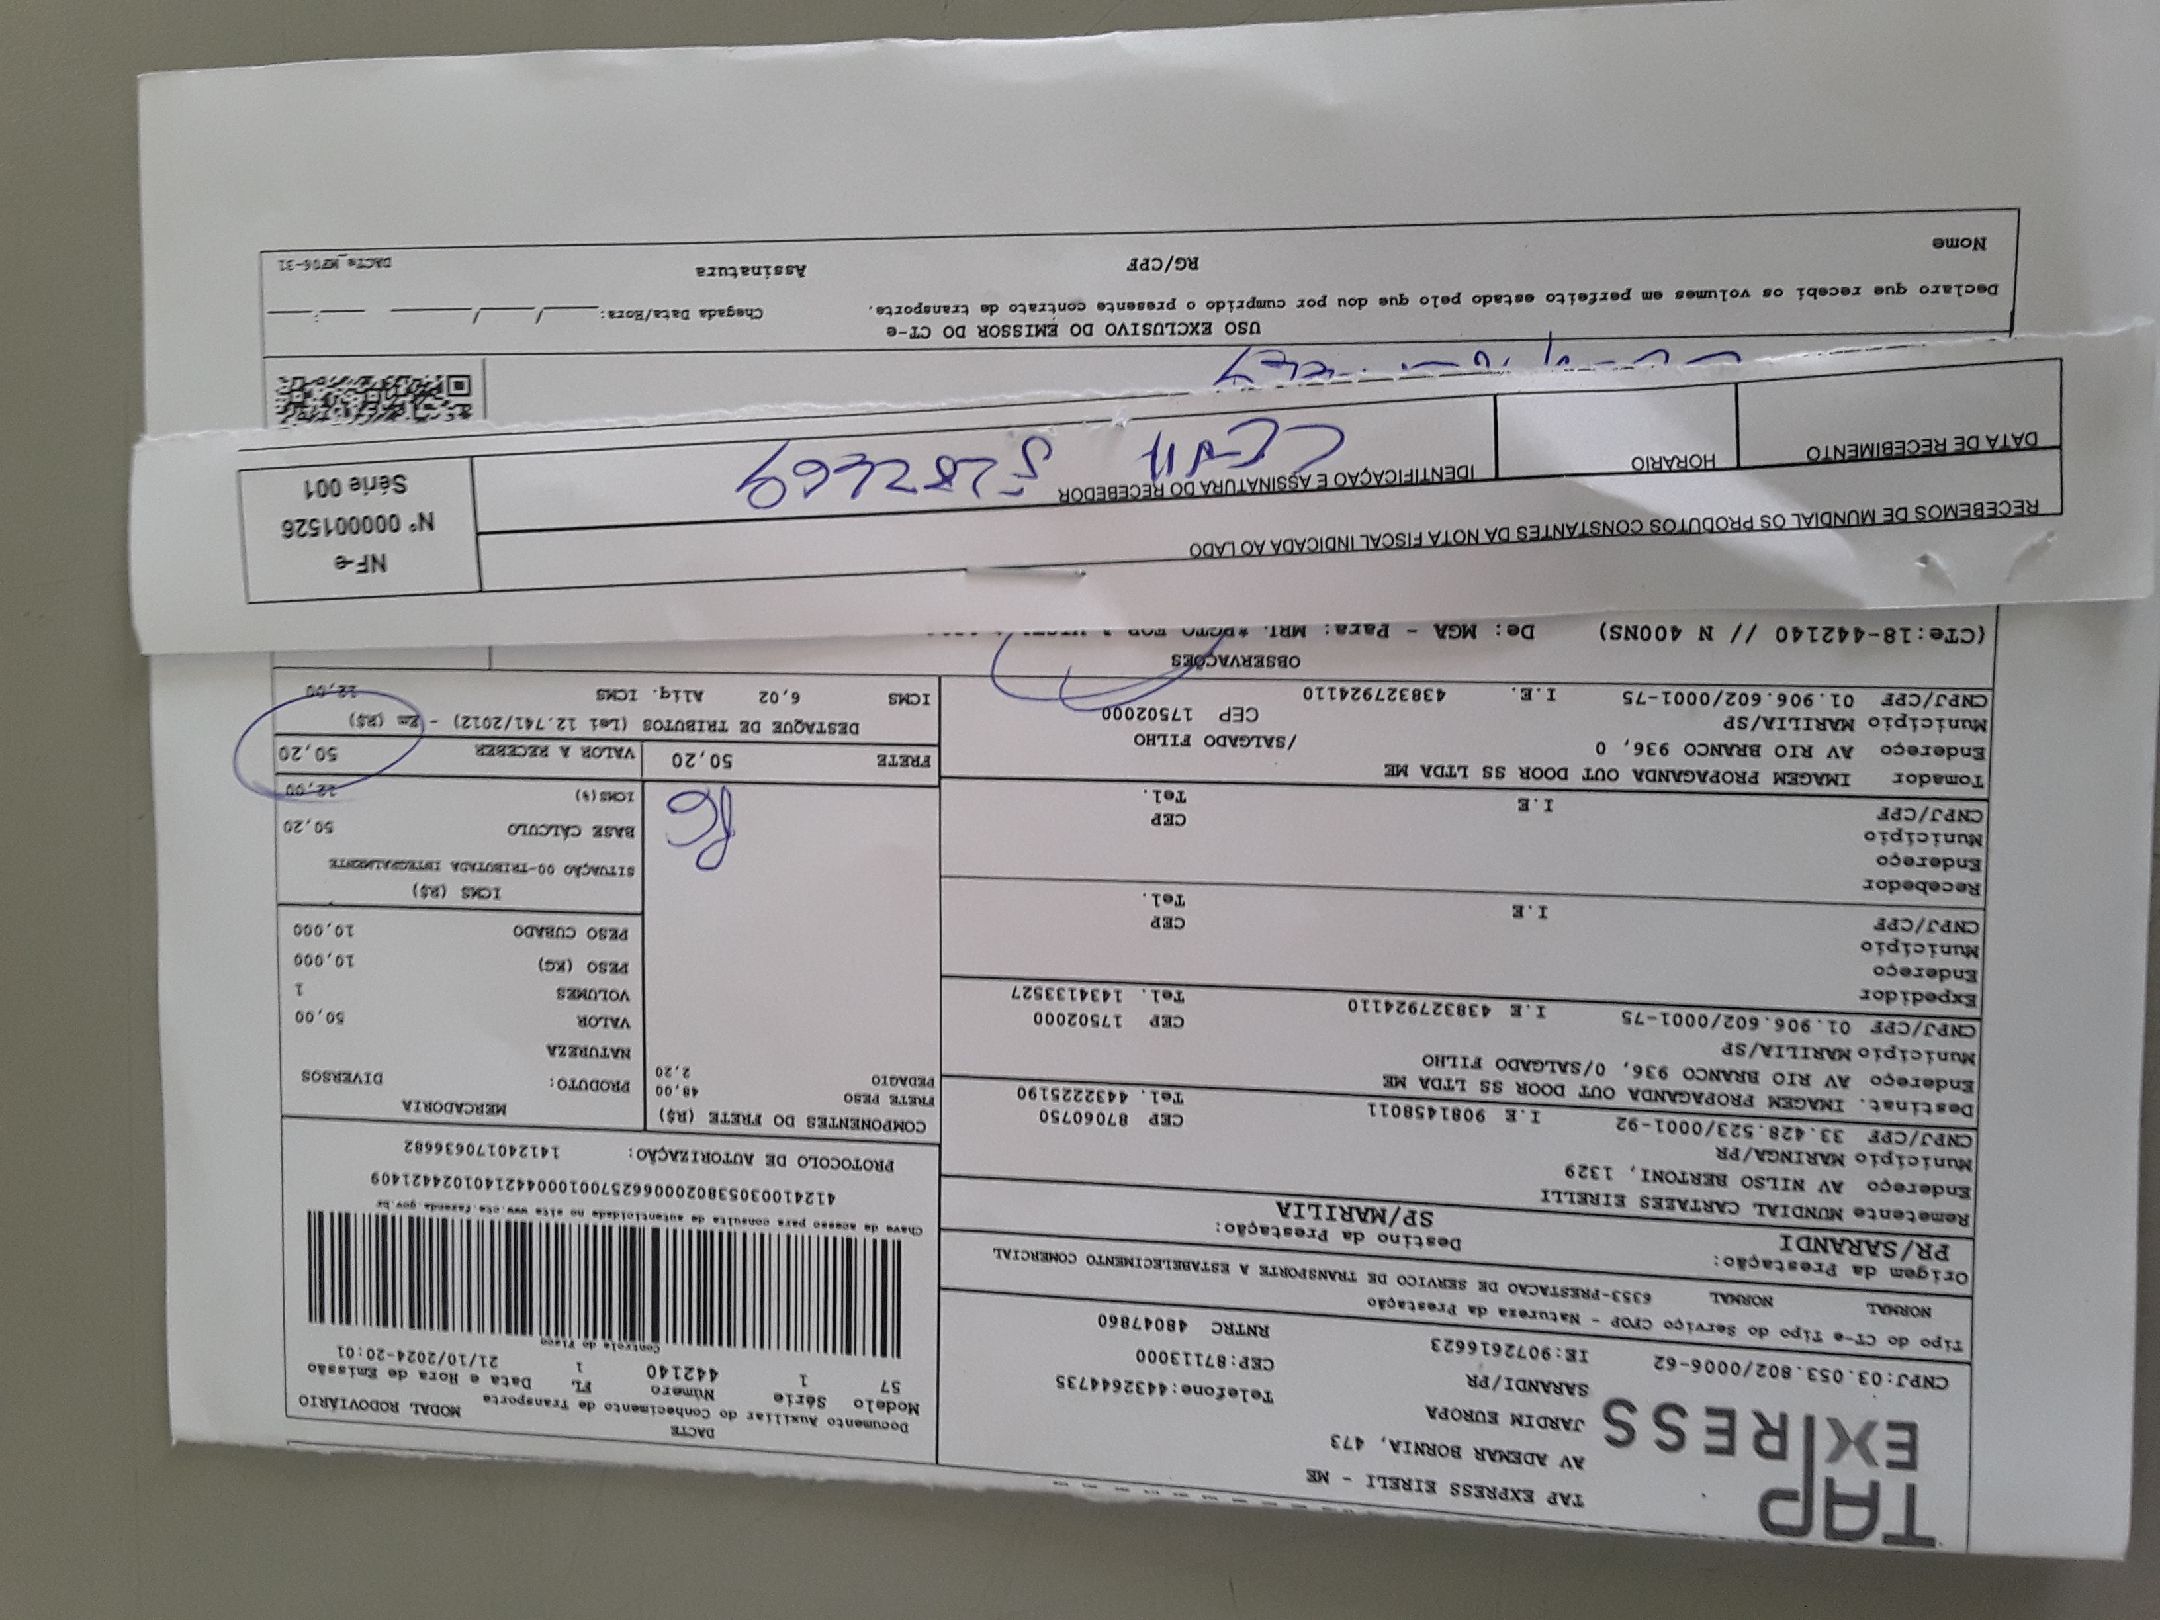 TAP
EXPRESS
TAP EXPRESS EIRELI - ME
AV ADEMAR BORNIA, 473
JARDIM EUROPA
SARANDI/PR
Telefone:4432644735
CEP:87113000
CNPJ:03.053.802/0006-62 IE:9072616623 RNTRC 48047860
DACTE
Documento Auxiliar do Conhecimento de Transporte MODAL RODOVIÁRIO
Modelo Série Número FL Data e Hora de Emissão
57 1 442140 1 21/10/2024-20:01
Controle do Fisco
Chave de acesso para consulta de autenticidade no site www.cte.fazenda.gov.br
41241003053802000662570010004421401024421409
PROTOCOLO DE AUTORIZAÇÃO: 141240170636682
Tipo do CT-e Tipo do Serviço CFOP - Natureza da Prestação
NORMAL NORMAL 6353-PRESTACAO DE SERVICO DE TRANSPORTE A ESTABELECIMENTO COMERCIAL
Origem da Prestação: Destino da Prestação:
PR/SARANDI SP/MARILIA
Remetente MUNDIAL CARTAZES EIRELLI
Endereço AV NILSO BERTONI, 1329
Município MARINGA/PR CEP 87060750
CNPJ/CPF 33.428.523/0001-92 I.E 9081458011 Tel. 4432225190
Destinat. IMAGEM PROPAGANDA OUT DOOR SS LTDA ME
Endereço AV RIO BRANCO 936, 0/SALGADO FILHO
Município MARILIA/SP CEP 17502000
CNPJ/CPF 01.906.602/0001-75 I.E 438327924110 Tel. 1434133527
Expedidor
Endereço
Município CEP
CNPJ/CPF I.E Tel.
Recebedor
Endereço
Município CEP
CNPJ/CPF I.E Tel.
Tomador IMAGEM PROPAGANDA OUT DOOR SS LTDA ME
Endereço AV RIO BRANCO 936, 0 /SALGADO FILHO
Município MARILIA/SP CEP 17502000
CNPJ/CPF 01.906.602/0001-75 I.E. 438327924110
COMPONENTES DO FRETE (R$)
FRETE PESO 48,00
PEDAGIO 2,20
FRETE 50,20
MERCADORIA
PRODUTO: DIVERSOS
NATUREZA
VALOR 50,00
VOLUMES 1
PESO (KG) 10,000
PESO CUBADO 10,000
ICMS (R$)
SITUAÇÃO 00-TRIBUTADA INTEGRALMENTE
BASE CÁLCULO 50,20
ICMS(%) 12,00
VALOR A RECEBER 50,20
DESTAQUE DE TRIBUTOS (Lei 12.741/2012) - Em (R$)
ICMS 6,02 Aliq. ICMS 12,00
OBSERVAÇÕES
(CTe:18-442140 // N 400NS) De: MGA - Para: MRI.
RECEBEMOS DE MUNDIAL OS PRODUTOS CONSTANTES DA NOTA FISCAL INDICADA AO LADO
DATA DE RECEBIMENTO HORARIO IDENTIFICAÇÃO E ASSINATURA DO RECEBEDOR
NF-e
N° 000001526
Série 001
USO EXCLUSIVO DO EMISSOR DO CT-e
Declaro que recebi os volumes em perfeito estado pelo que dou por cumprido o presente contrato de transporte. Chegada Data/Hora: ___/___/___ ___:___
Nome RG/CPF Assinatura DACTe_MP06-31